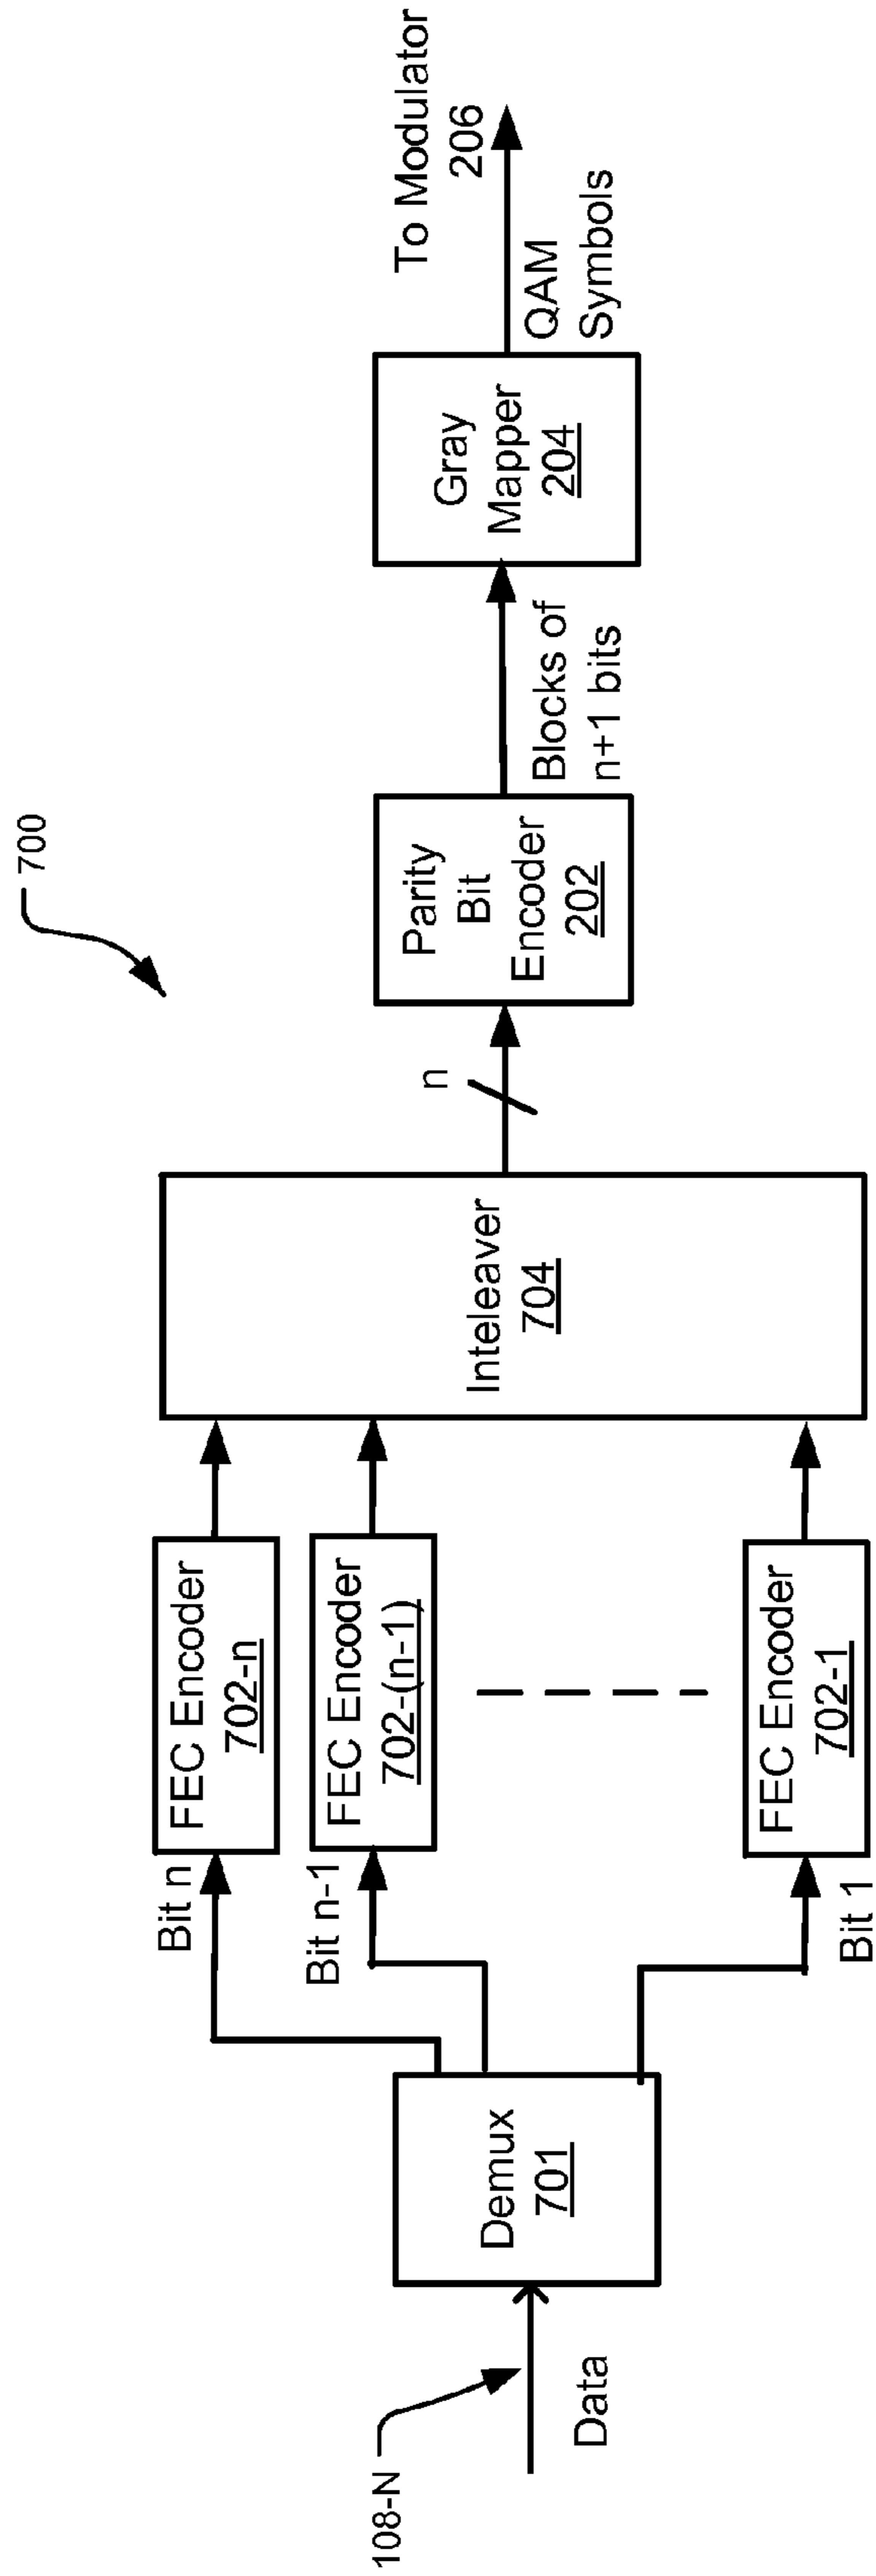 700
108-N
Data
Demux
701
Bit n
Bit n-1
Bit 1
FEC Encoder
702-n
FEC Encoder
702-(n-1)
FEC Encoder
702-1
Inteleaver
704
n
Parity
Bit
Encoder
202
Blocks of
n+1 bits
Gray
Mapper
204
To Modulator
206
QAM
Symbols